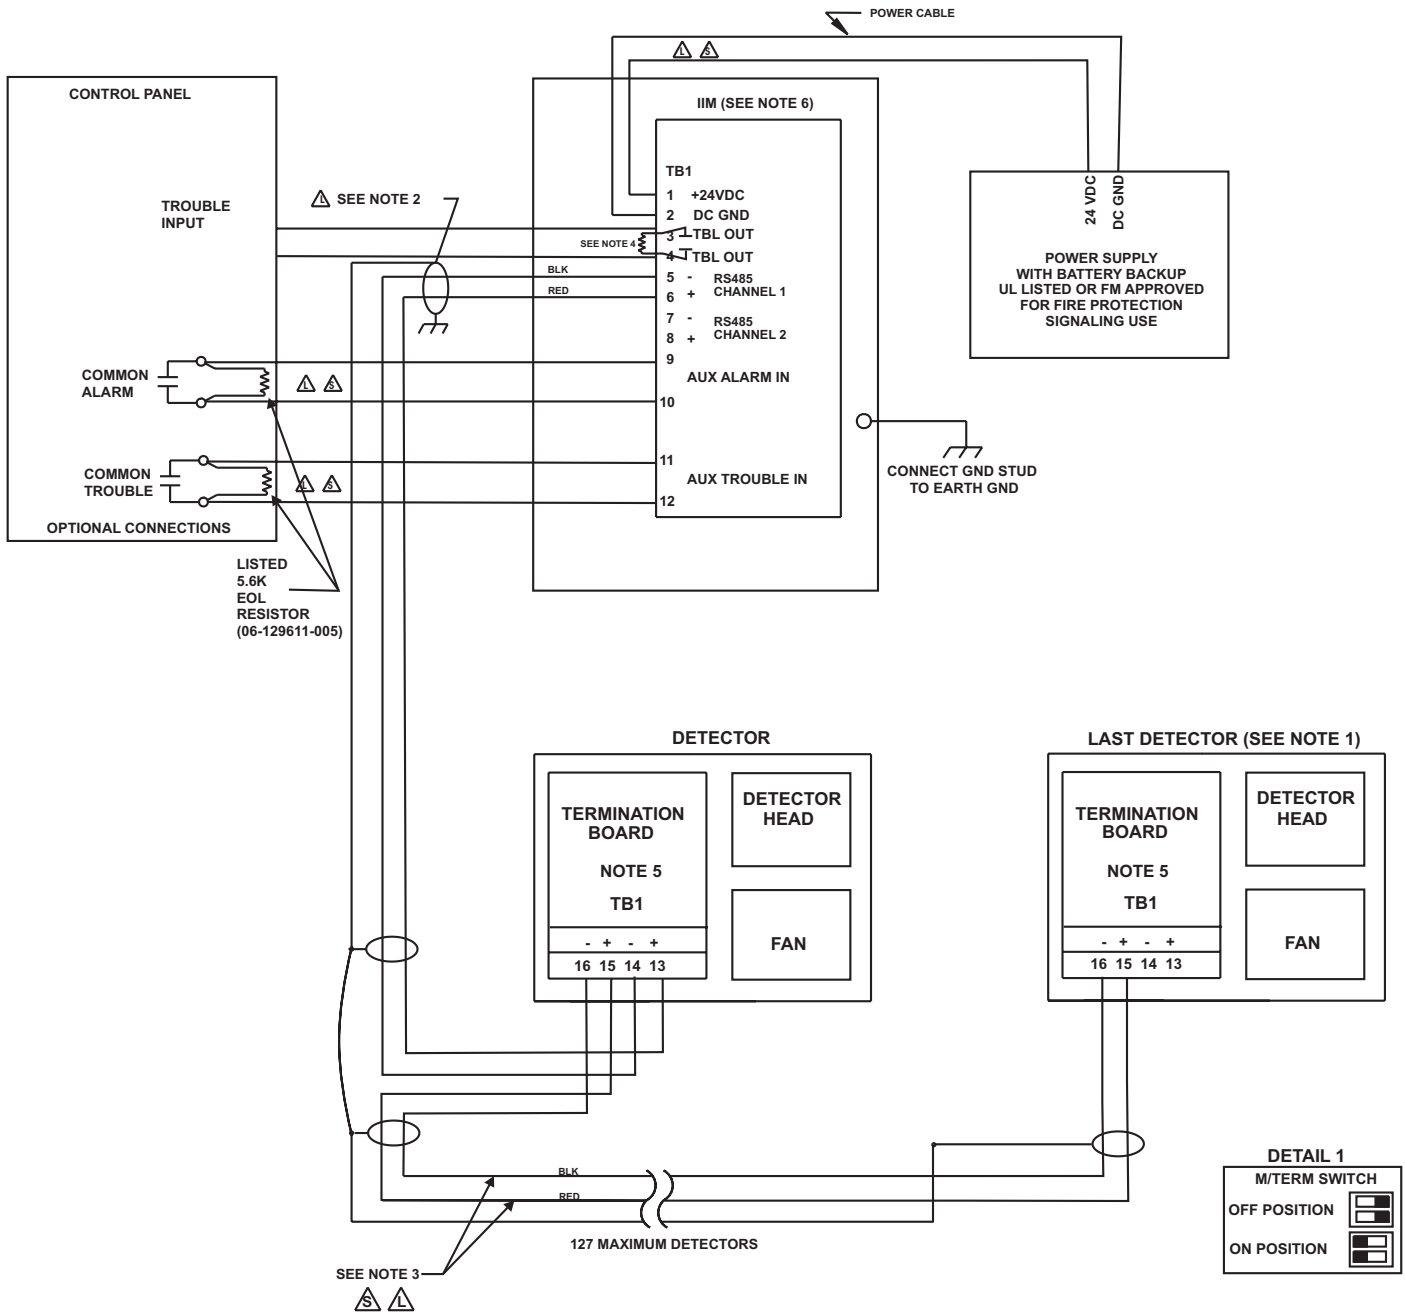 POWER CABLE
L S
CONTROL PANEL
TROUBLE
INPUT
L SEE NOTE 2
IIM (SEE NOTE 6)
TB1
1 +24VDC
2 DC GND
3 TBL OUT
SEE NOTE 4
4 TBL OUT
BLK
5 - RS485
CHANNEL 1
RED
6 +
7 - RS485
CHANNEL 2
8 +
9
AUX ALARM IN
10
11
AUX TROUBLE IN
12
24 VDC
DC GND
POWER SUPPLY
WITH BATTERY BACKUP
UL LISTED OR FM APPROVED
FOR FIRE PROTECTION
SIGNALING USE
COMMON
ALARM
L S
COMMON
TROUBLE
L S
OPTIONAL CONNECTIONS
CONNECT GND STUD
TO EARTH GND
LISTED
5.6K
EOL
RESISTOR
(06-129611-005)
DETECTOR
TERMINATION
BOARD
NOTE 5
TB1
- + - +
16 15 14 13
DETECTOR
HEAD
FAN
LAST DETECTOR (SEE NOTE 1)
TERMINATION
BOARD
NOTE 5
TB1
- + - +
16 15 14 13
DETECTOR
HEAD
FAN
BLK
RED
127 MAXIMUM DETECTORS
SEE NOTE 3
S L
DETAIL 1
M/TERM SWITCH
OFF POSITION
ON POSITION